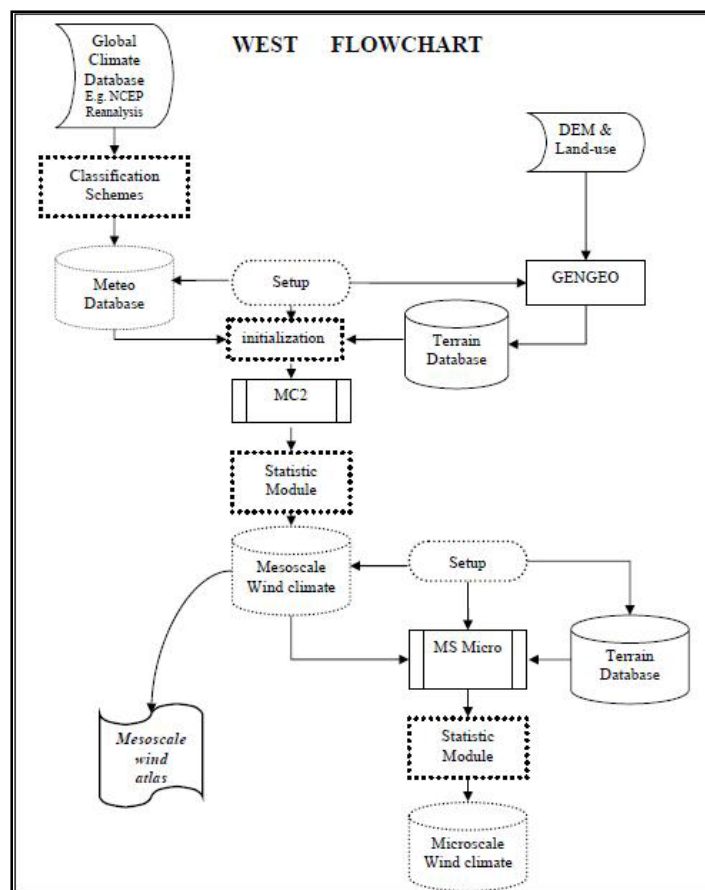 WEST FLOWCHART
Global
Climate
Database
E.g. NCEP
Reanalysis
DEM &
Land-use
Classification
Schemes
Meteo
Database
Setup
GENGEO
initialization
Terrain
Database
MC2
Statistic
Module
Mesoscale
Wind climate
Setup
MS Micro
Terrain
Database
Mesoscale
wind
atlas
Statistic
Module
Microscale
Wind climate